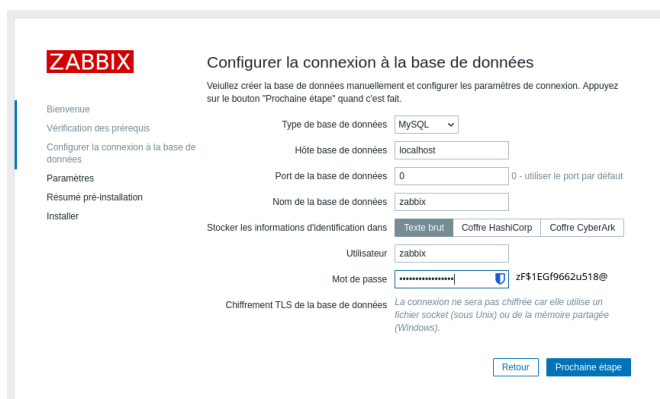 ZABBIX
Bienvenue
Vérification des prérequis
Configurer la connexion à la base de
données
Paramètres
Résumé pré-installation
Installer
Configurer la connexion à la base de données
Veiullez créer la base de données manuellement et configurer les paramètres de connexion. Appuyez
sur le bouton "Prochaine étape" quand c'est fait.
Type de base de données MySQL
Hôte base de données localhost
Port de la base de données 0 0 - utiliser le port par défaut
Nom de la base de données zabbix
Stocker les informations d'identification dans Texte brut Coffre HashiCorp Coffre CyberArk
Utilisateur zabbix
Mot de passe ••••••••••••••••• zF$1EGf9662u518@
Chiffrement TLS de la base de données La connexion ne sera pas chiffrée car elle utilise un
fichier socket (sous Unix) ou de la mémoire partagée
(Windows).
Retour Prochaine étape